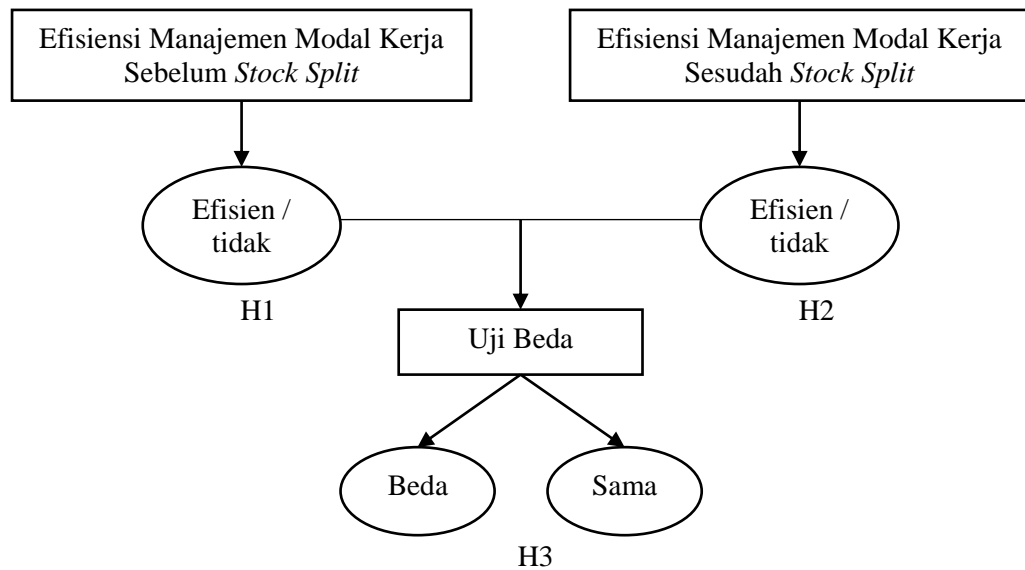 Efisiensi Manajemen Modal Kerja
Sebelum Stock Split
Efisiensi Manajemen Modal Kerja
Sesudah Stock Split
Efisien /
tidak
Efisien /
tidak
H1
H2
Uji Beda
Beda
Sama
H3